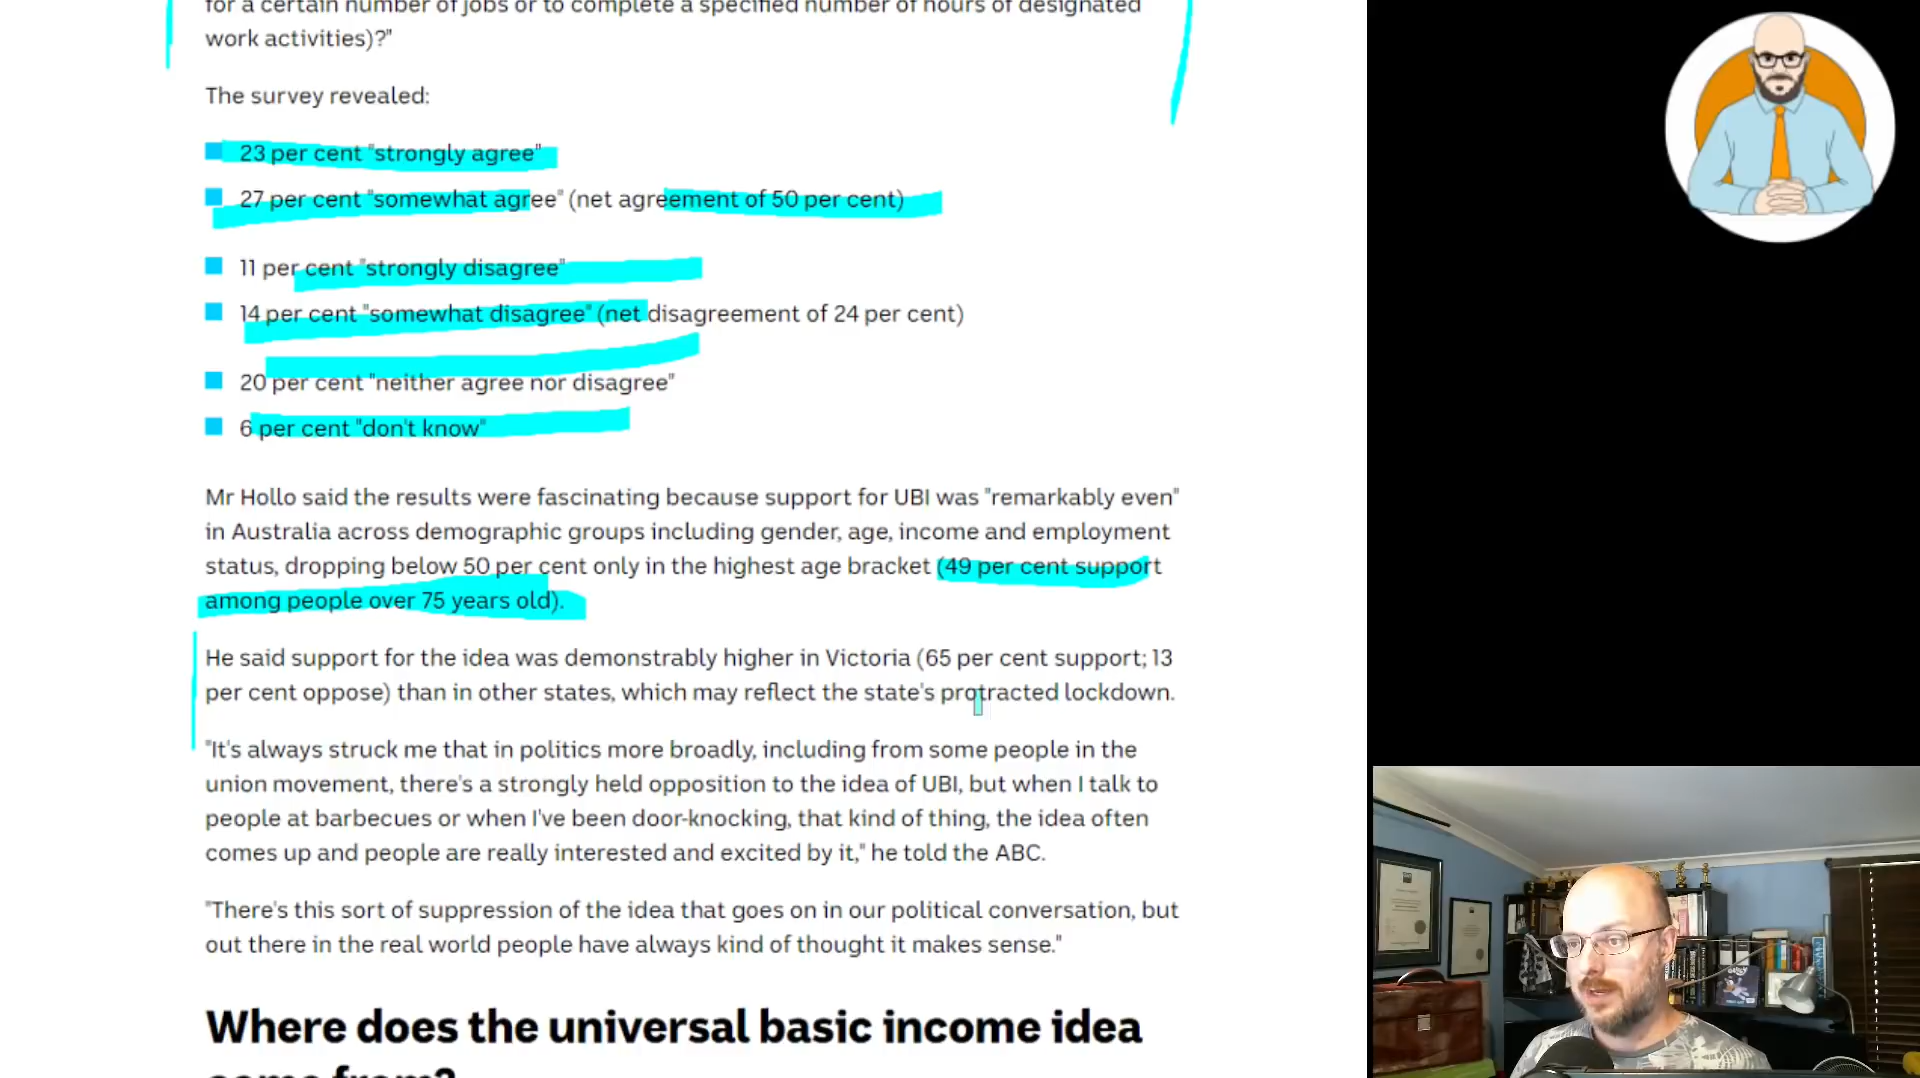 for a certain number of jobs or to complete a specified number of hours of designated
work activities)?"
The survey revealed:
23 per cent "strongly agree"
27 per cent "somewhat agree" (net agreement of 50 per cent)
11 per cent "strongly disagree"
14 per cent "somewhat disagree" (net disagreement of 24 per cent)
20 per cent "neither agree nor disagree"
6 per cent "don't know"
Mr Hollo said the results were fascinating because support for UBI was "remarkably even"
in Australia across demographic groups including gender, age, income and employment
status, dropping below 50 per cent only in the highest age bracket (49 per cent support
among people over 75 years old).
He said support for the idea was demonstrably higher in Victoria (65 per cent support; 13
per cent oppose) than in other states, which may reflect the state's protracted lockdown.
"It's always struck me that in politics more broadly, including from some people in the
union movement, there's a strongly held opposition to the idea of UBI, but when I talk to
people at barbecues or when I've been door-knocking, that kind of thing, the idea often
comes up and people are really interested and excited by it," he told the ABC.
"There's this sort of suppression of the idea that goes on in our political conversation, but
out there in the real world people have always kind of thought it makes sense."
Where does the universal basic income idea
come from?